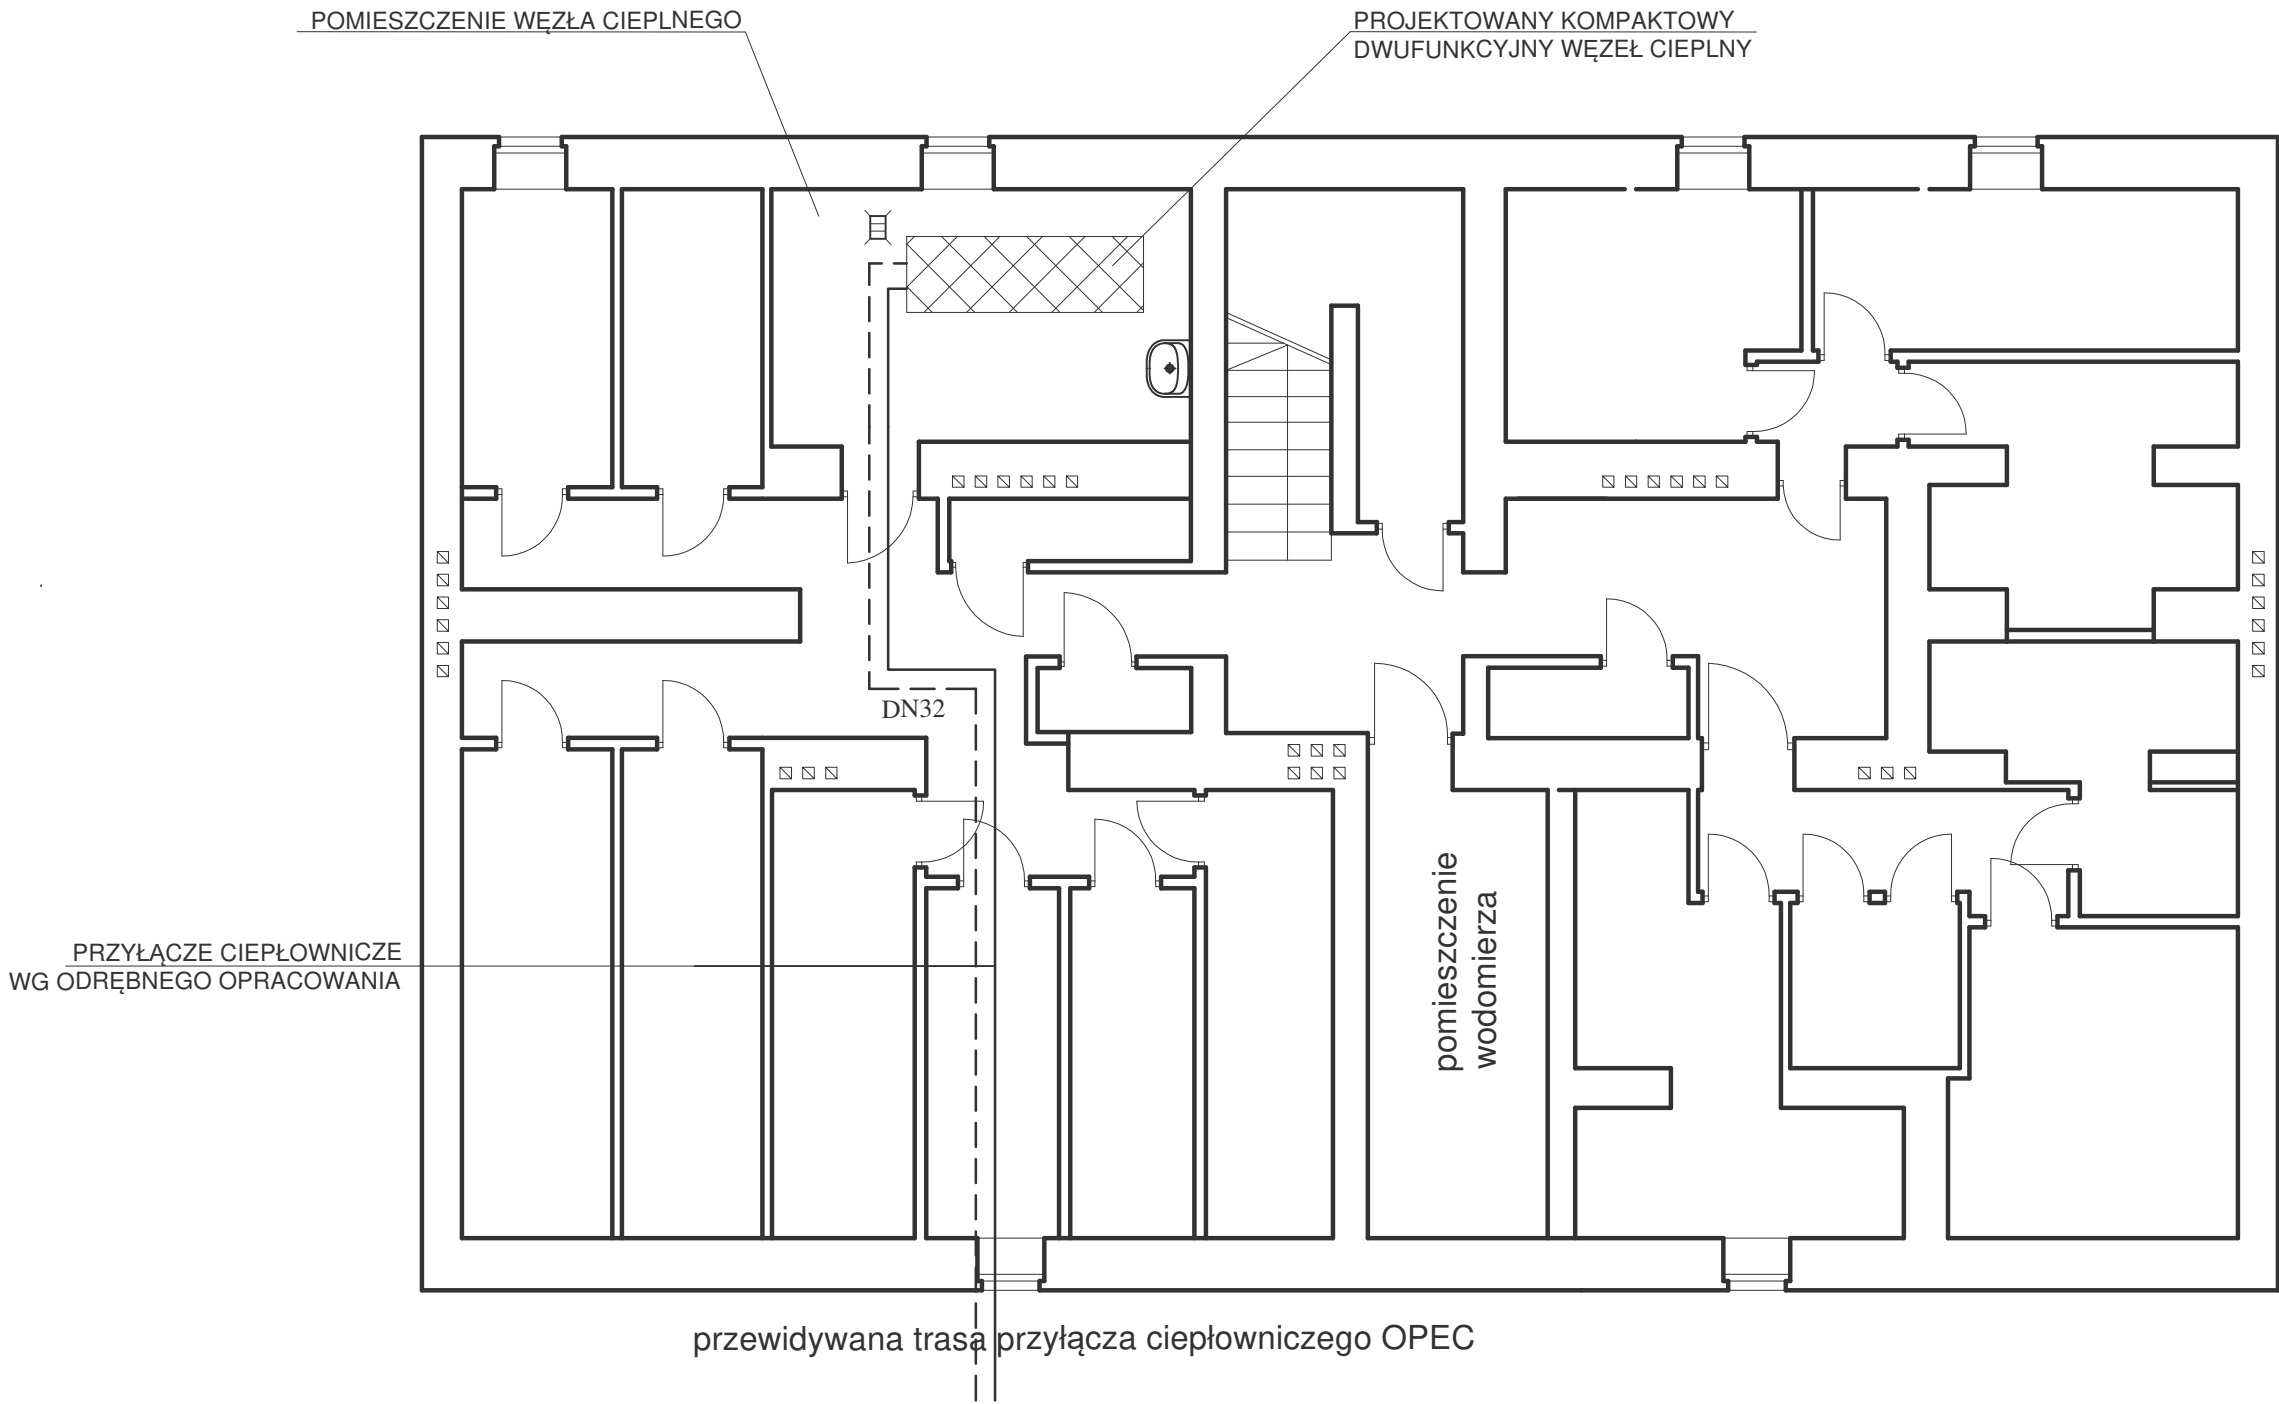 POMIESZCZENIE WĘZŁA CIEPLNEGO
PROJEKTOWANY KOMPAKTOWY
DWUFUNKCYJNY WĘZEŁ CIEPLNY
DN32
pomieszczenie
wodomierza
PRZYŁĄCZE CIEPŁOWNICZE
WG ODRĘBNEGO OPRACOWANIA
przewidywana trasa przyłącza ciepłowniczego OPEC